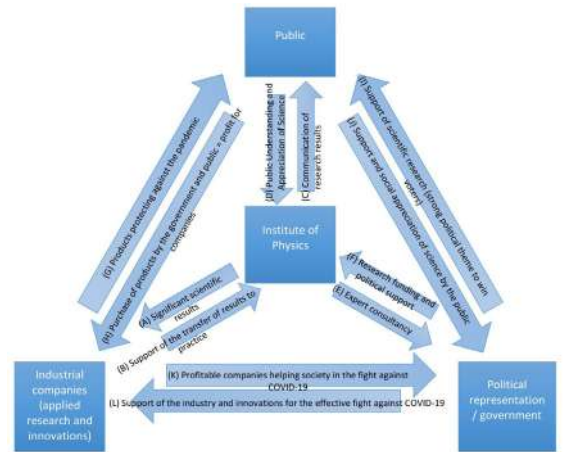 Public
(G) Products protecting against the pandemic
(H) Purchase of products by the government and public = profit for
companies
(D) Public Understanding and
Appreciation of Science
(C) Communication of
research results
(I) Support of scientific research (strong political theme to win
voters)
(J) Support and social appreciation of science by the public
Institute of
Physics
(A) Significant scientific
results
(B) Support of the transfer of results to
practice
(F) Research funding and
political support
(E) Expert consultancy
Industrial
companies
(applied
research and
innovations)
(K) Profitable companies helping society in the fight against
COVID-19
(L) Support of the industry and innovations for the effective fight against COVID-19
Political
representation
/ government